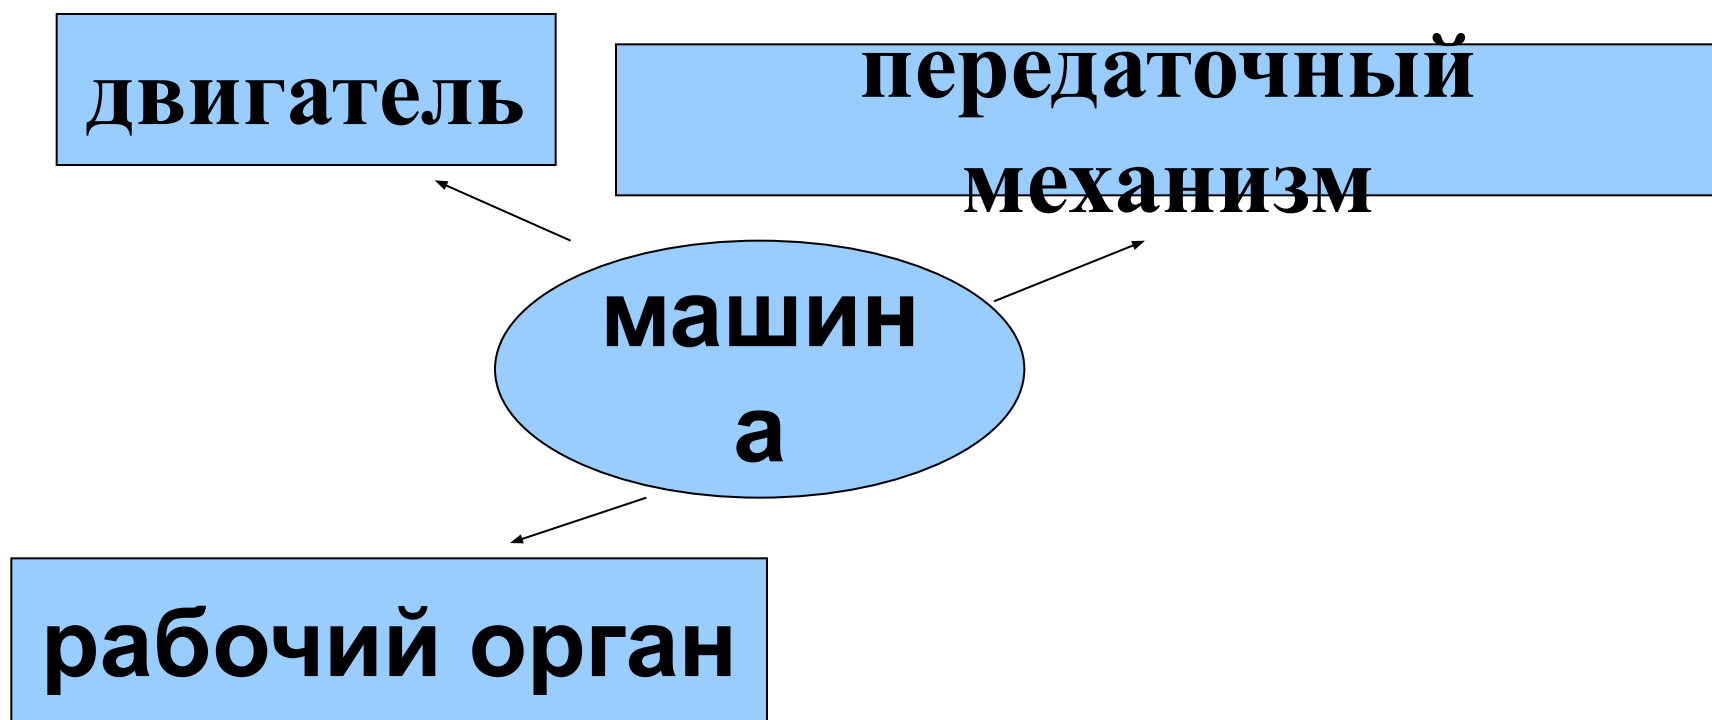 двигатель
передаточный
механизм
машин
а
рабочий орган